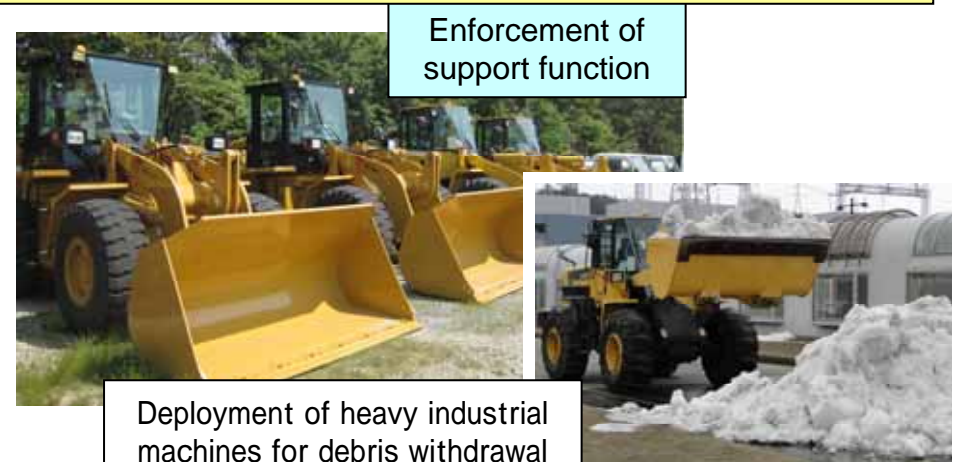 Enforcement of
support function
Deployment of heavy industrial
machines for debris withdrawal